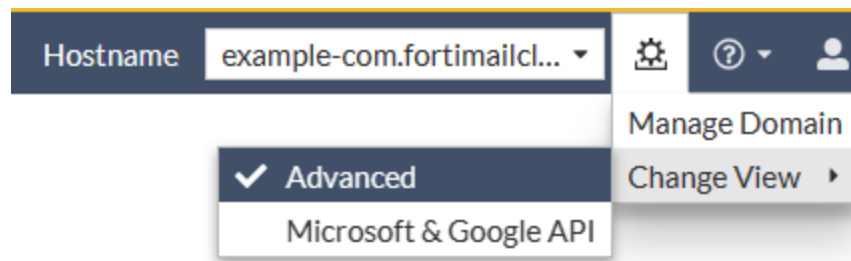 Hostname example-com.fortimailcl...
Manage Domain
Advanced Change View
Microsoft & Google API